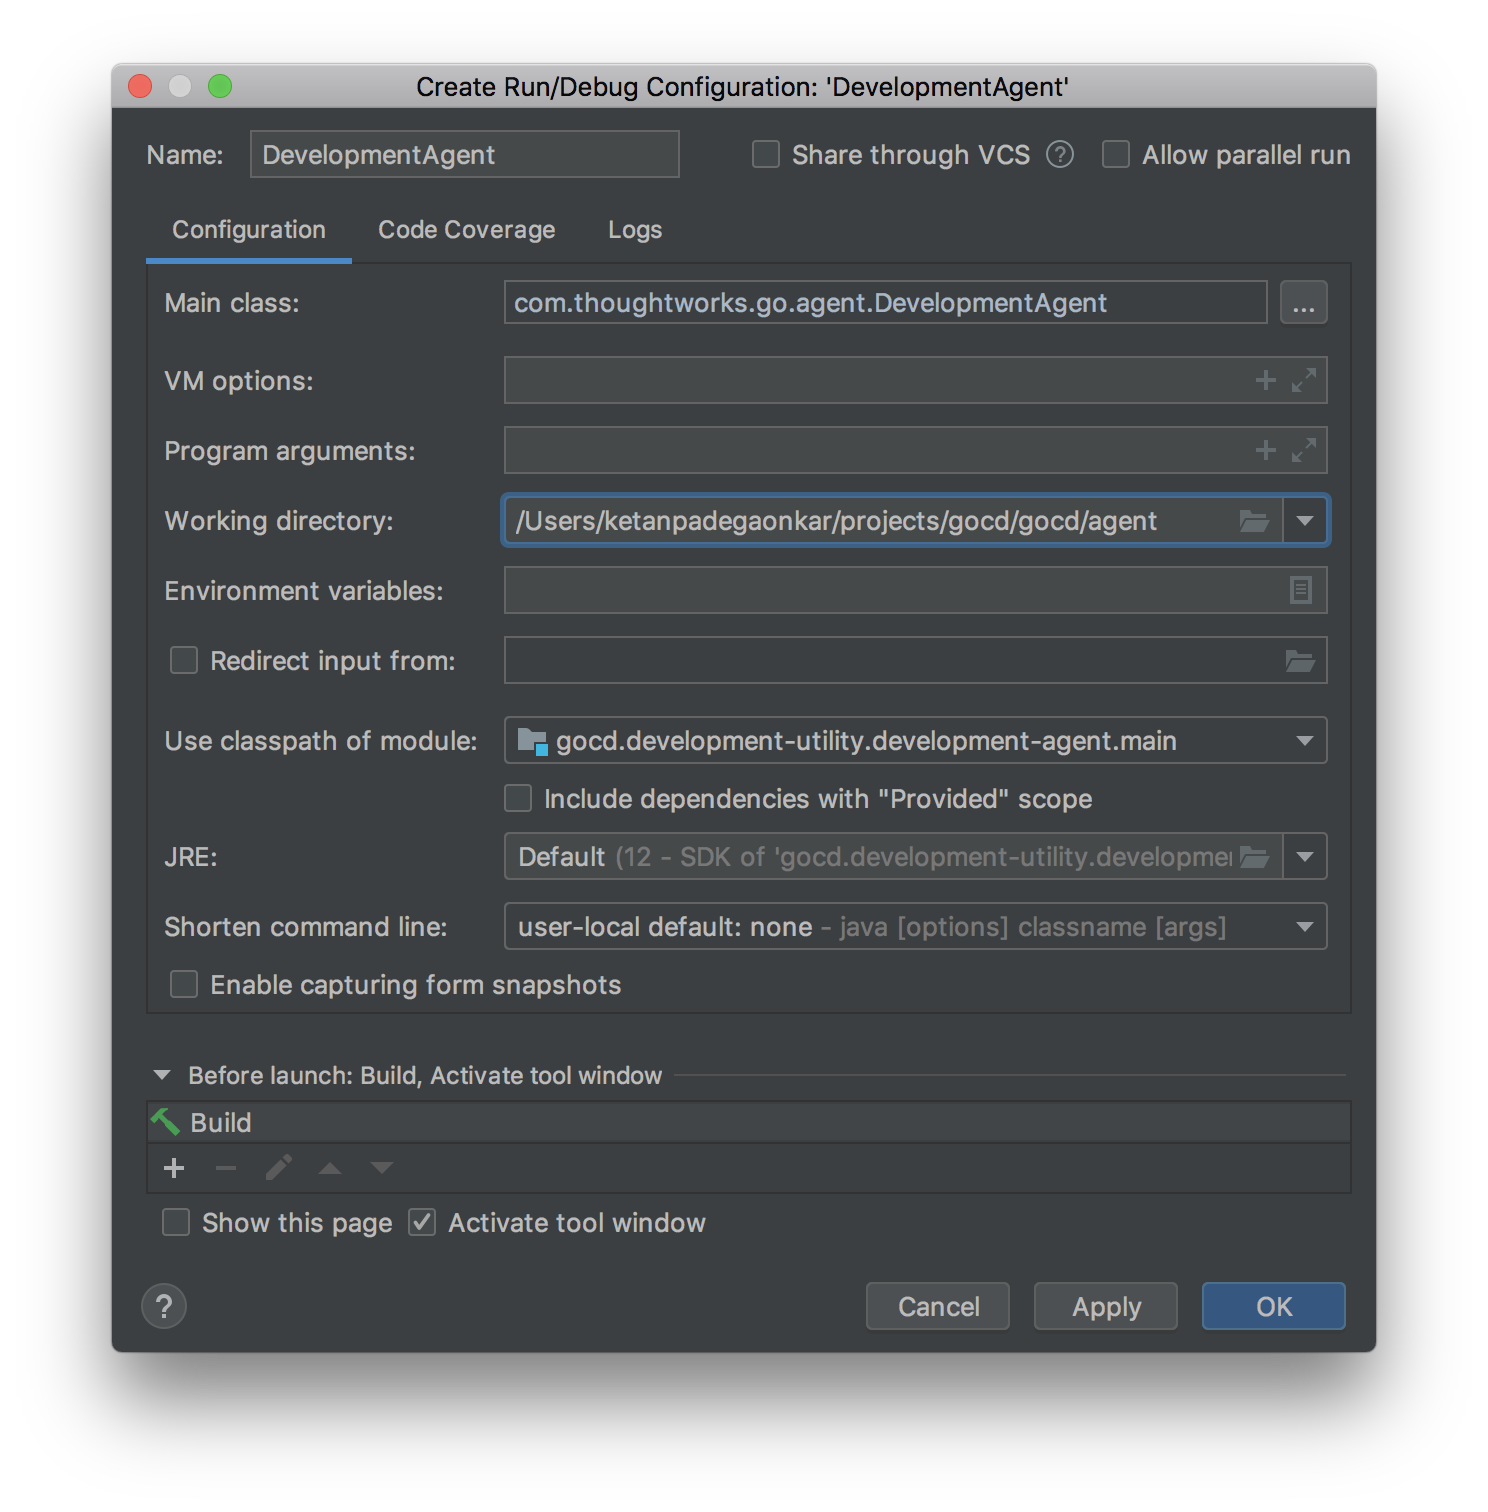 Create Run/Debug Configuration: 'DevelopmentAgent'
Name: DevelopmentAgent Share through VCS ? Allow parallel run
Configuration Code Coverage Logs
Main class: com.thoughtworks.go.agent.DevelopmentAgent ...
VM options:
Program arguments:
Working directory: /Users/ketanpadegaonkar/projects/gocd/gocd/agent
Environment variables:
Redirect input from:
Use classpath of module: gocd.development-utility.development-agent.main
Include dependencies with "Provided" scope
JRE: Default (12 - SDK of 'gocd.development-utility.developme
Shorten command line: user-local default: none - java [options] classname [args]
Enable capturing form snapshots
Before launch: Build, Activate tool window
Build
Show this page Activate tool window
? Cancel Apply OK